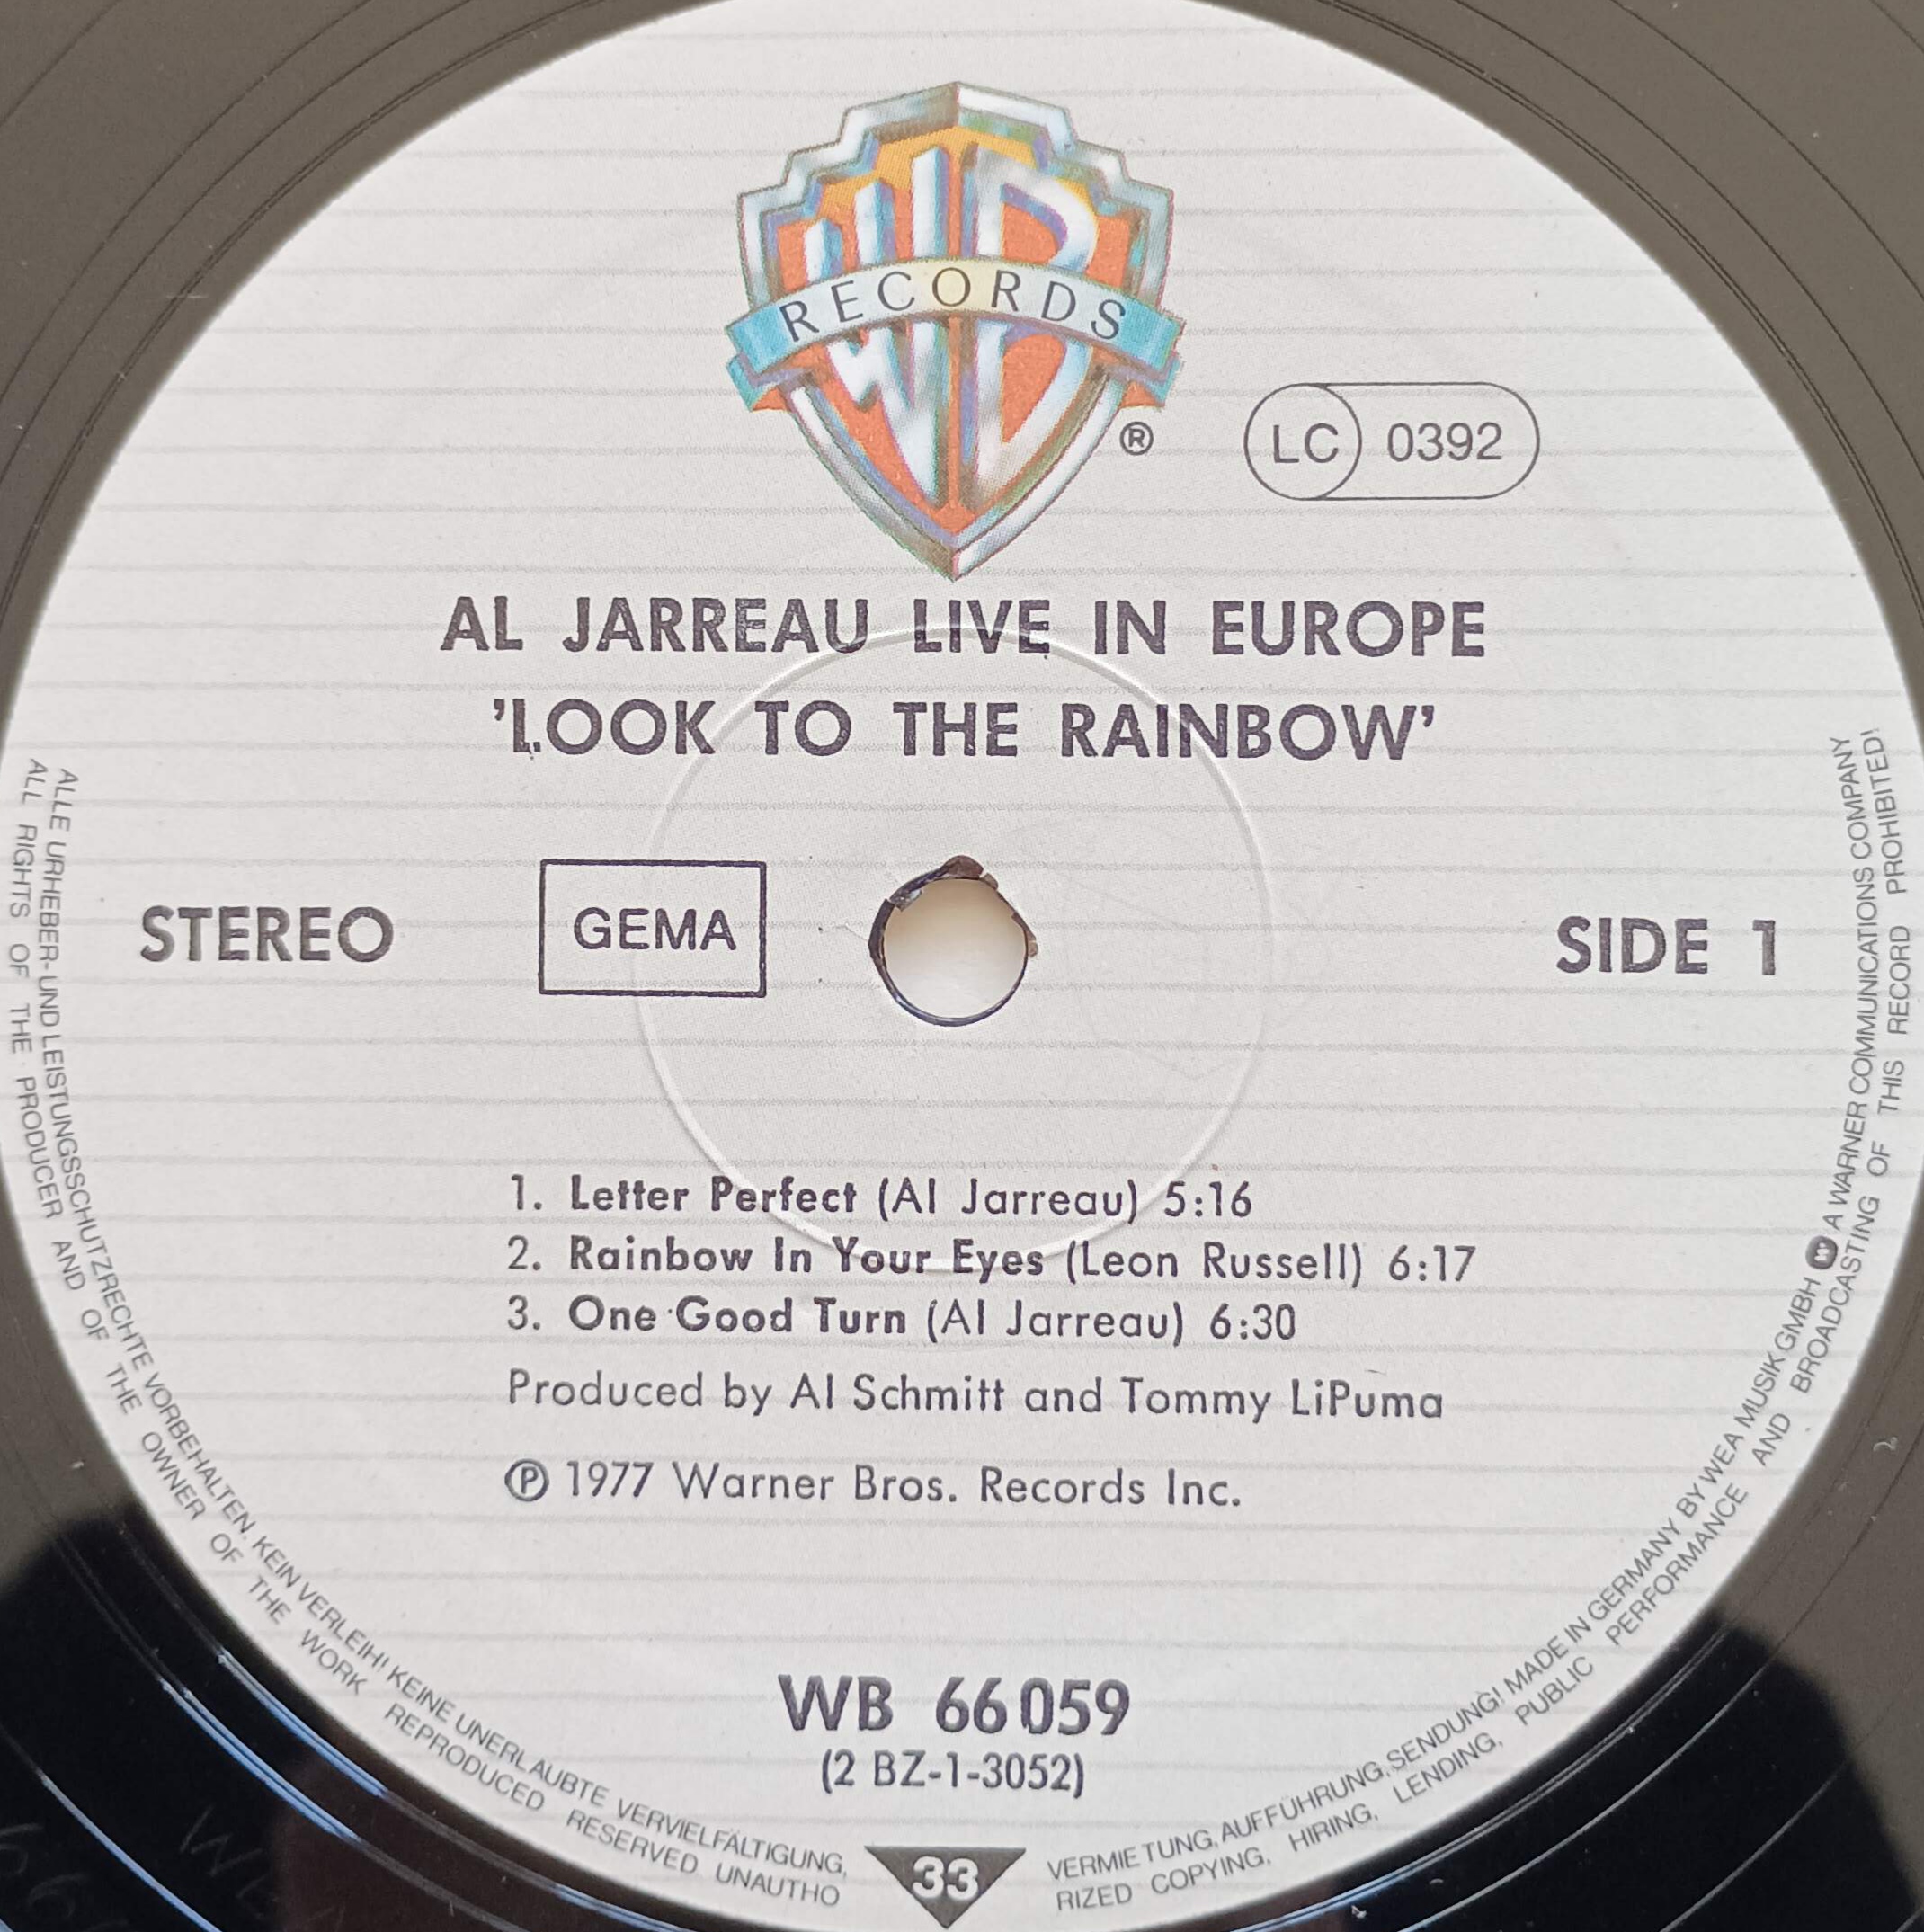 WB
RECORDS
®
LC 0392
AL JARREAU LIVE IN EUROPE
'LOOK TO THE RAINBOW'
STEREO
GEMA
SIDE 1
1. Letter Perfect (Al Jarreau) 5:16
2. Rainbow In Your Eyes (Leon Russell) 6:17
3. One Good Turn (Al Jarreau) 6:30
Produced by Al Schmitt and Tommy LiPuma
℗ 1977 Warner Bros. Records Inc.
WB 66 059
(2 BZ-1-3052)
33
ALLE URHEBER- UND LEISTUNGSSCHUTZRECHTE VORBEHALTEN. KEIN VERLEIH! KEINE UNERLAUBTE VERVIELFÄLTIGUNG, VERMIETUNG, AUFFÜHRUNG, SENDUNG! MADE IN GERMANY BY WEA MUSIK GMBH A WARNER COMMUNICATIONS COMPANY
ALL RIGHTS OF THE PRODUCER AND OF THE OWNER OF THE WORK REPRODUCED RESERVED UNAUTHORIZED COPYING, HIRING, LENDING, PUBLIC PERFORMANCE AND BROADCASTING OF THIS RECORD PROHIBITED!